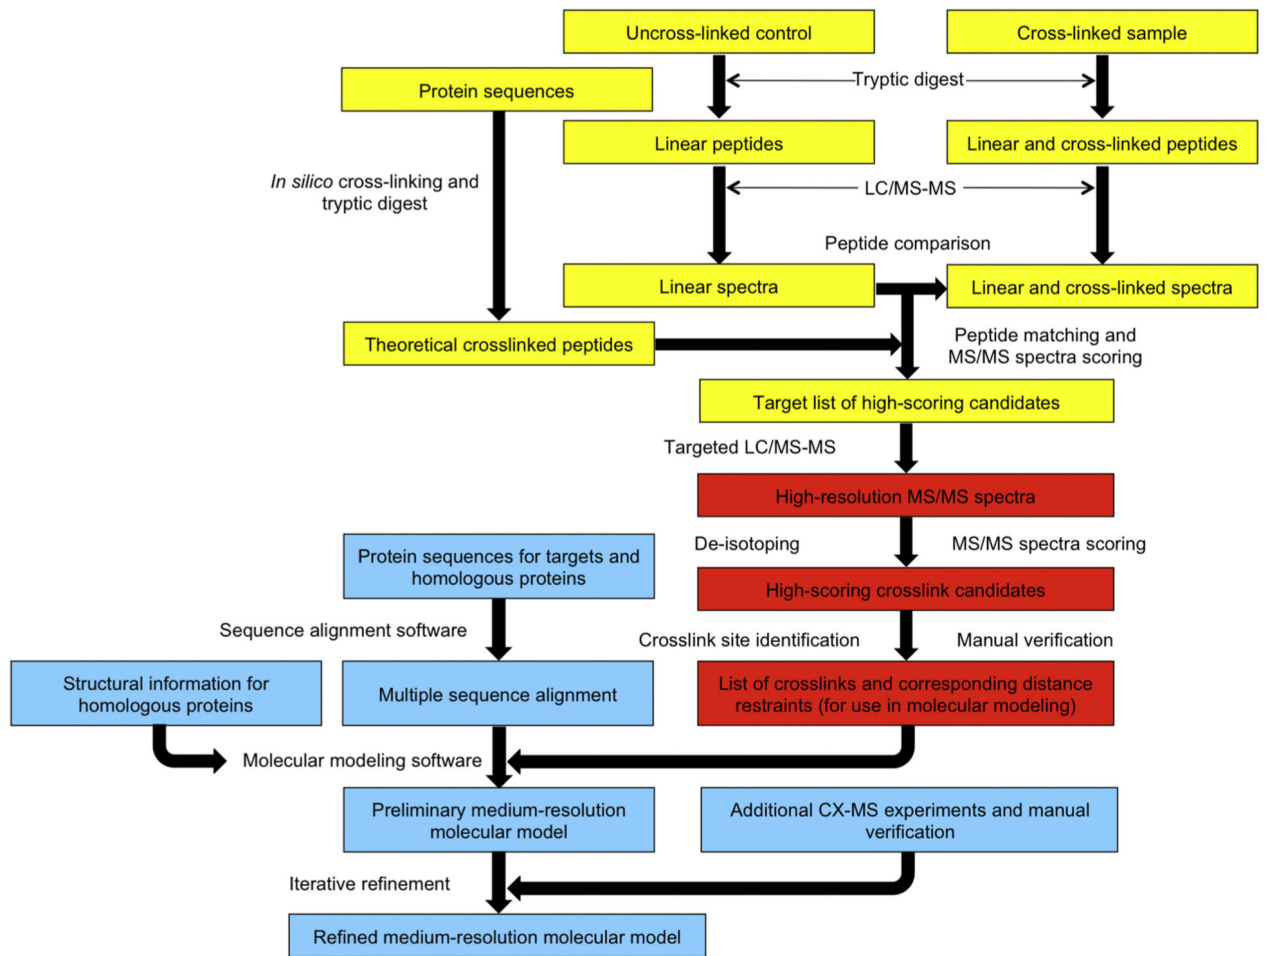 Uncross-linked control
Cross-linked sample
Protein sequences
Tryptic digest
Linear peptides
Linear and cross-linked peptides
In silico cross-linking and
tryptic digest
LC/MS-MS
Peptide comparison
Linear spectra
Linear and cross-linked spectra
Theoretical crosslinked peptides
Peptide matching and
MS/MS spectra scoring
Target list of high-scoring candidates
Targeted LC/MS-MS
High-resolution MS/MS spectra
De-isotoping
MS/MS spectra scoring
Protein sequences for targets and
homologous proteins
High-scoring crosslink candidates
Sequence alignment software
Crosslink site identification
Manual verification
Structural information for
homologous proteins
Multiple sequence alignment
List of crosslinks and corresponding distance
restraints (for use in molecular modeling)
Molecular modeling software
Preliminary medium-resolution
molecular model
Additional CX-MS experiments and manual
verification
Iterative refinement
Refined medium-resolution molecular model